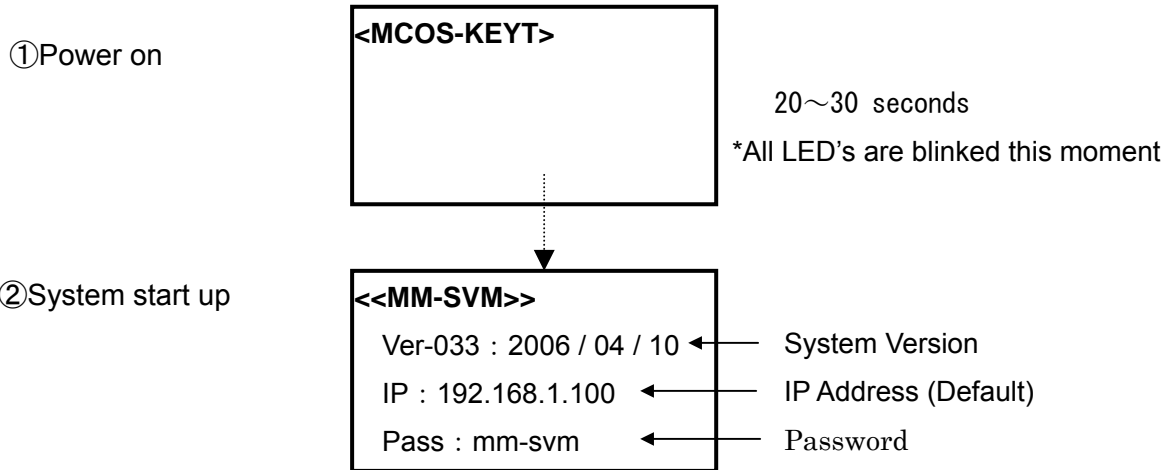 ①Power on
<MCOS-KEYT>
20～30 seconds
*All LED’s are blinked this moment
②System start up
<<MM-SVM>>
Ver-033：2006 / 04 / 10
System Version
IP：192.168.1.100
IP Address (Default)
Pass：mm-svm
Password